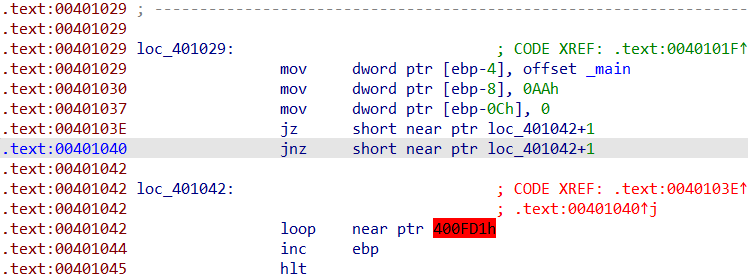 .text:00401029 ; ---------------------------------------------------------------------------
.text:00401029
.text:00401029 loc_401029: ; CODE XREF: .text:0040101F↑
.text:00401029 mov dword ptr [ebp-4], offset _main
.text:00401030 mov dword ptr [ebp-8], 0AAh
.text:00401037 mov dword ptr [ebp-0Ch], 0
.text:0040103E jz short near ptr loc_401042+1
.text:00401040 jnz short near ptr loc_401042+1
.text:00401042
.text:00401042 loc_401042: ; CODE XREF: .text:0040103E↑
.text:00401042 ; .text:00401040↑j
.text:00401042 loop near ptr 400FD1h
.text:00401044 inc ebp
.text:00401045 hlt